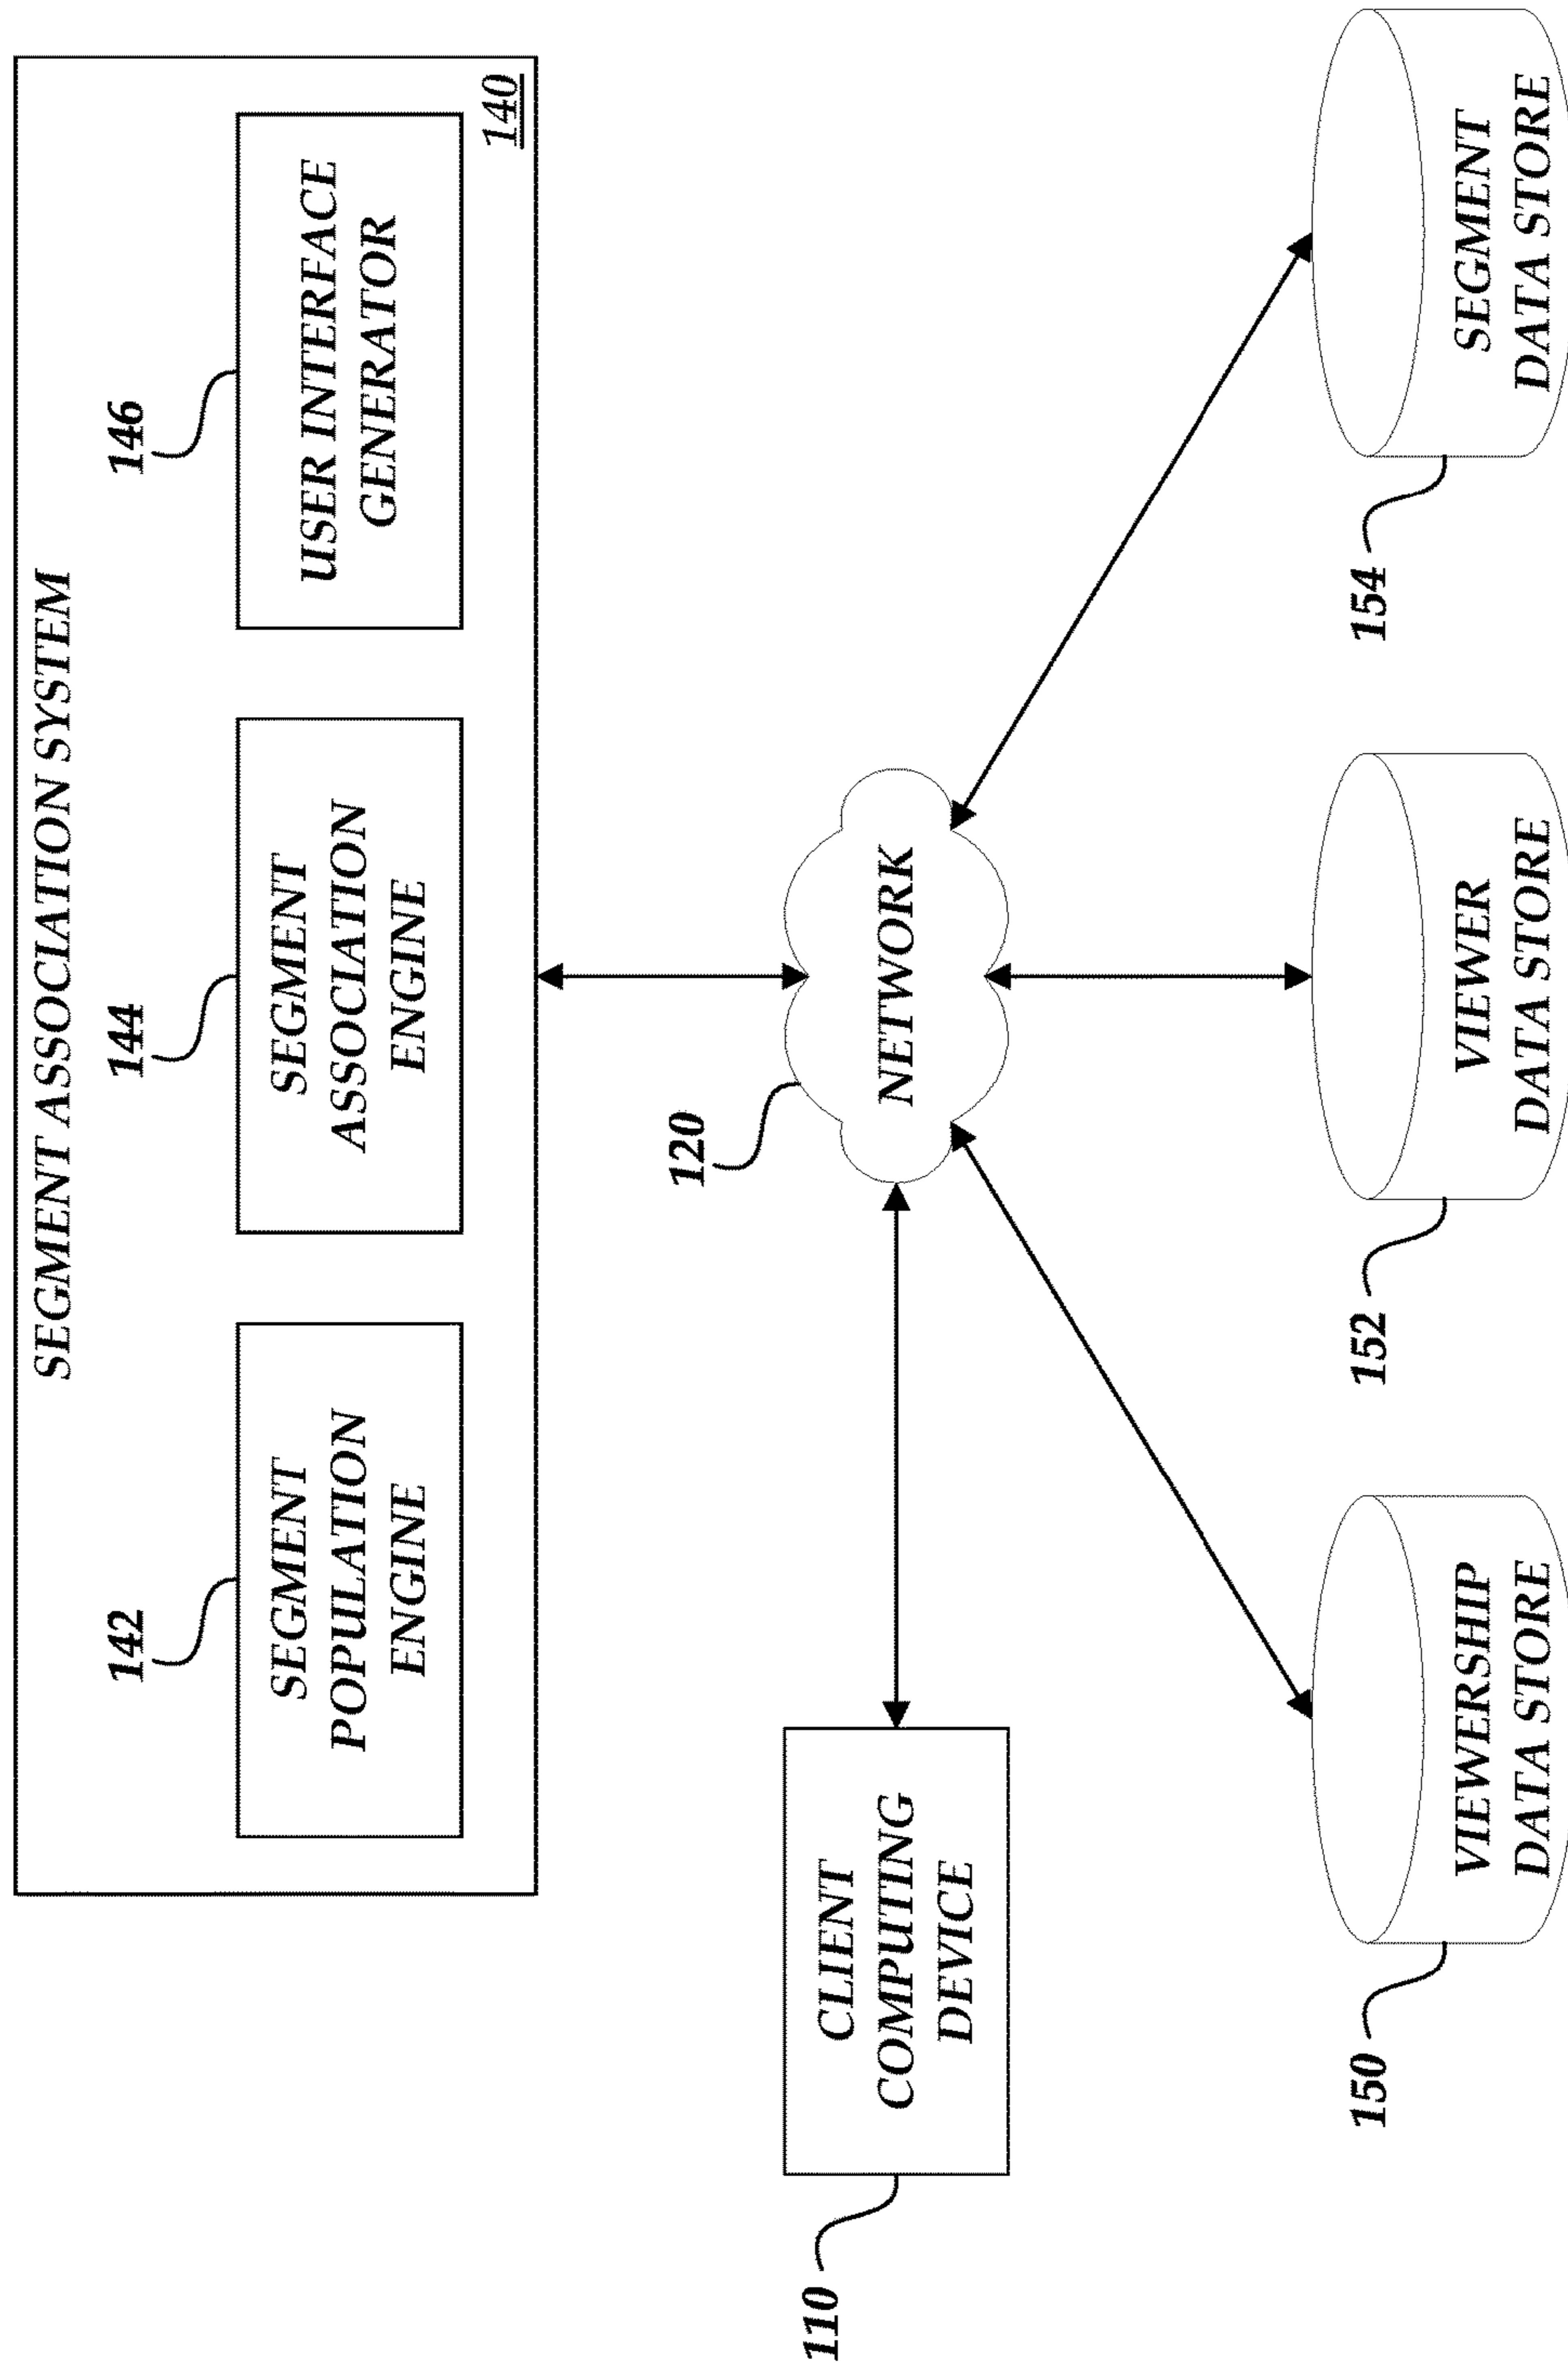 SEGMENT ASSOCIATION SYSTEM
142
144
146
SEGMENT
POPULATION
ENGINE
SEGMENT
ASSOCIATION
ENGINE
USER INTERFACE
GENERATOR
140
120
110
CLIENT
COMPUTING
DEVICE
NETWORK
150
VIEWERSHIP
DATA STORE
152
VIEWER
DATA STORE
154
SEGMENT
DATA STORE